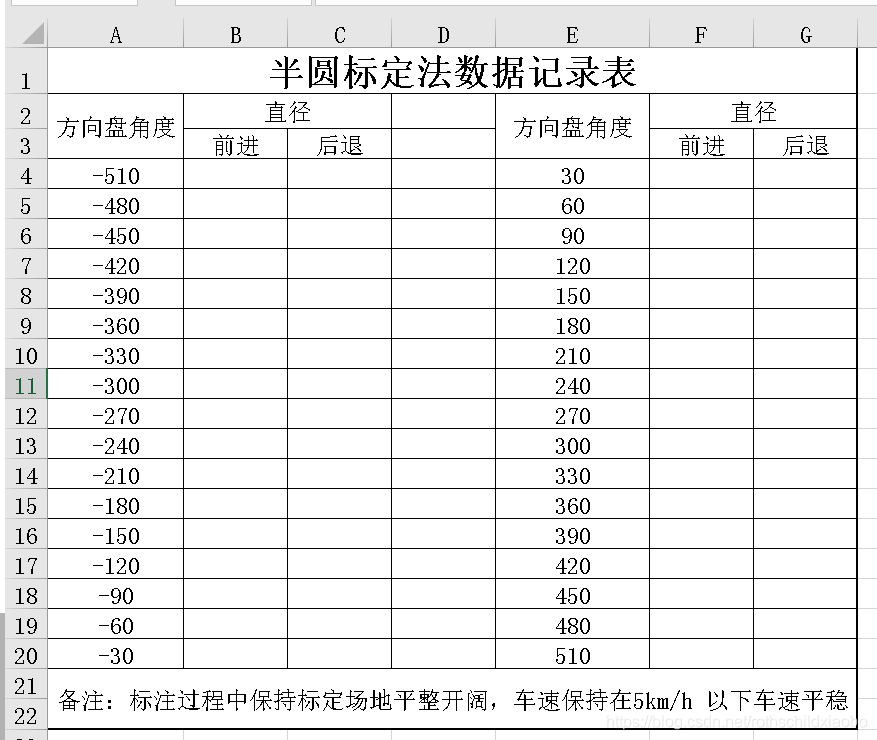 A B C D E F G
1 半圆标定法数据记录表
2 方向盘角度 直径 方向盘角度 直径
3 前进 后退 前进 后退
4 -510 30
5 -480 60
6 -450 90
7 -420 120
8 -390 150
9 -360 180
10 -330 210
11 -300 240
12 -270 270
13 -240 300
14 -210 330
15 -180 360
16 -150 390
17 -120 420
18 -90 450
19 -60 480
20 -30 510
21
备注：标注过程中保持标定场地平整开阔，车速保持在5km/h 以下车速平稳
22
https://blog.csdn.net/rothschildxiaobo